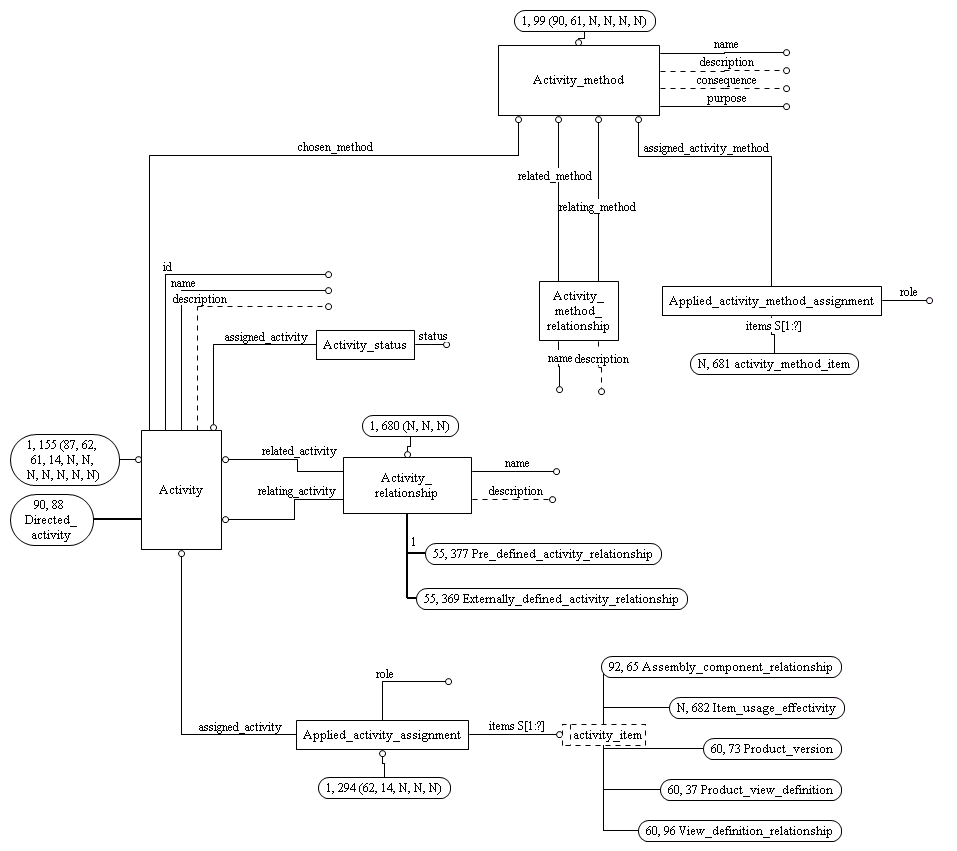 1, 99 (90, 61, N, N, N, N)
Activity_method
name
description
consequence
purpose
chosen_method
assigned_activity_method
related_method
relating_method
id
name
description
Activity_
method_
relationship
name description
Applied_activity_method_assignment
role
items S[1:?]
N, 681 activity_method_item
assigned_activity
Activity_status
status
1, 155 (87, 62,
61, 14, N, N,
N, N, N, N, N)
Activity
90, 88
Directed_
activity
1, 680 (N, N, N)
related_activity
relating_activity
Activity_
relationship
name
description
1
55, 377 Pre_defined_activity_relationship
55, 369 Externally_defined_activity_relationship
role
assigned_activity
Applied_activity_assignment
items S[1:?]
1, 294 (62, 14, N, N, N)
activity_item
92, 65 Assembly_component_relationship
N, 682 Item_usage_effectivity
60, 73 Product_version
60, 37 Product_view_definition
60, 96 View_definition_relationship